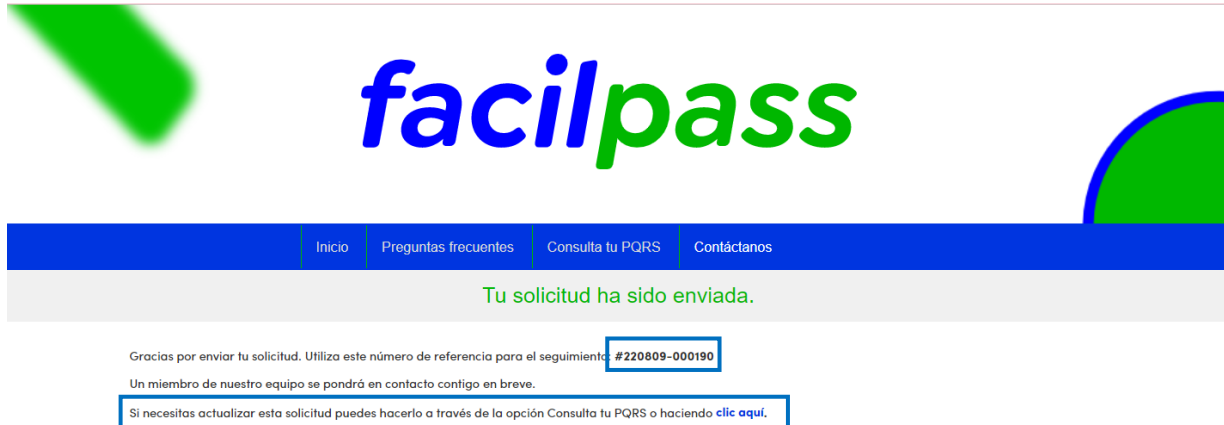 facilpass
Inicio Preguntas frecuentes Consulta tu PQRS Contáctanos
Tu solicitud ha sido enviada.
Gracias por enviar tu solicitud. Utiliza este número de referencia para el seguimiento: #220809-000190
Un miembro de nuestro equipo se pondrá en contacto contigo en breve.
Si necesitas actualizar esta solicitud puedes hacerlo a través de la opción Consulta tu PQRS o haciendo clic aquí.